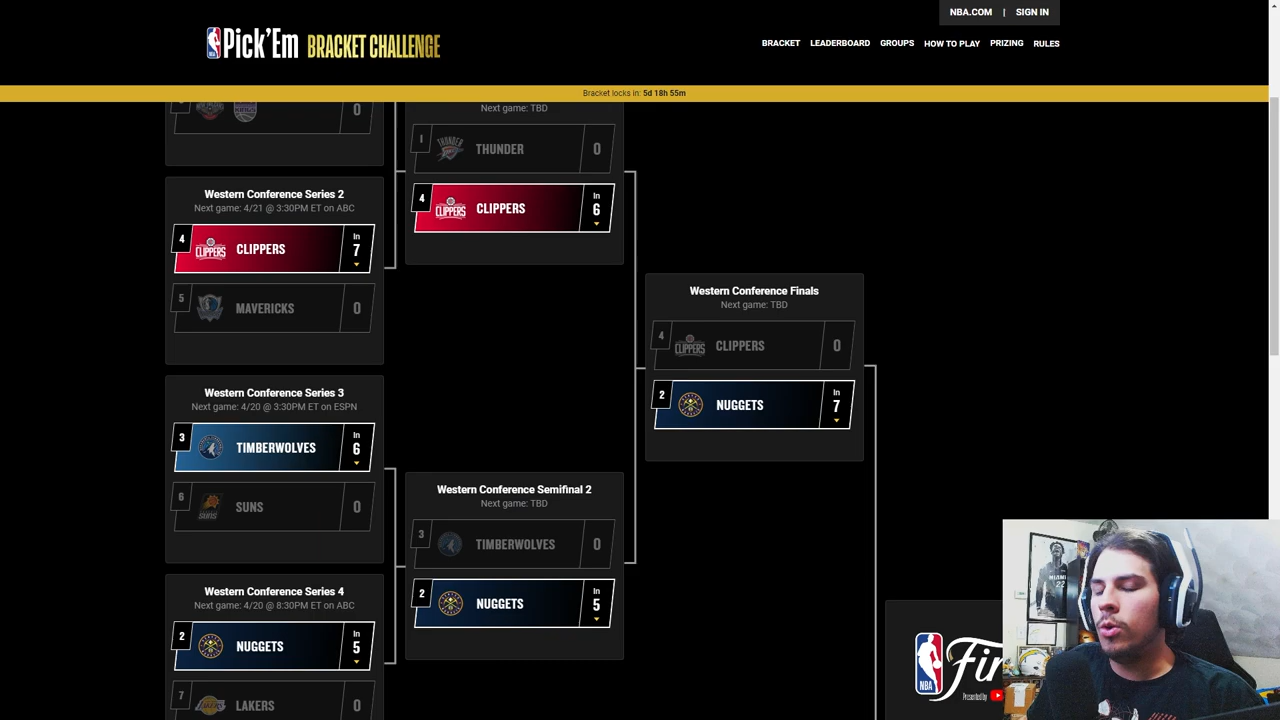 NBA.COM | SIGN IN
NBA Pick'Em BRACKET CHALLENGE
BRACKET LEADERBOARD GROUPS HOW TO PLAY PRIZING RULES
Bracket locks in: 5d 18h 55m
0
Next game: TBD
1 THUNDER 0
4 CLIPPERS In 6
Western Conference Series 2
Next game: 4/21 @ 3:30PM ET on ABC
4 CLIPPERS In 7
5 MAVERICKS 0
Western Conference Finals
Next game: TBD
4 CLIPPERS 0
2 NUGGETS In 7
Western Conference Series 3
Next game: 4/20 @ 3:30PM ET on ESPN
3 TIMBERWOLVES In 6
6 SUNS 0
Western Conference Semifinal 2
Next game: TBD
3 TIMBERWOLVES 0
2 NUGGETS In 5
Western Conference Series 4
Next game: 4/20 @ 8:30PM ET on ABC
2 NUGGETS In 5
7 LAKERS 0
NBA
Fin
Presented by
MIAMI
22